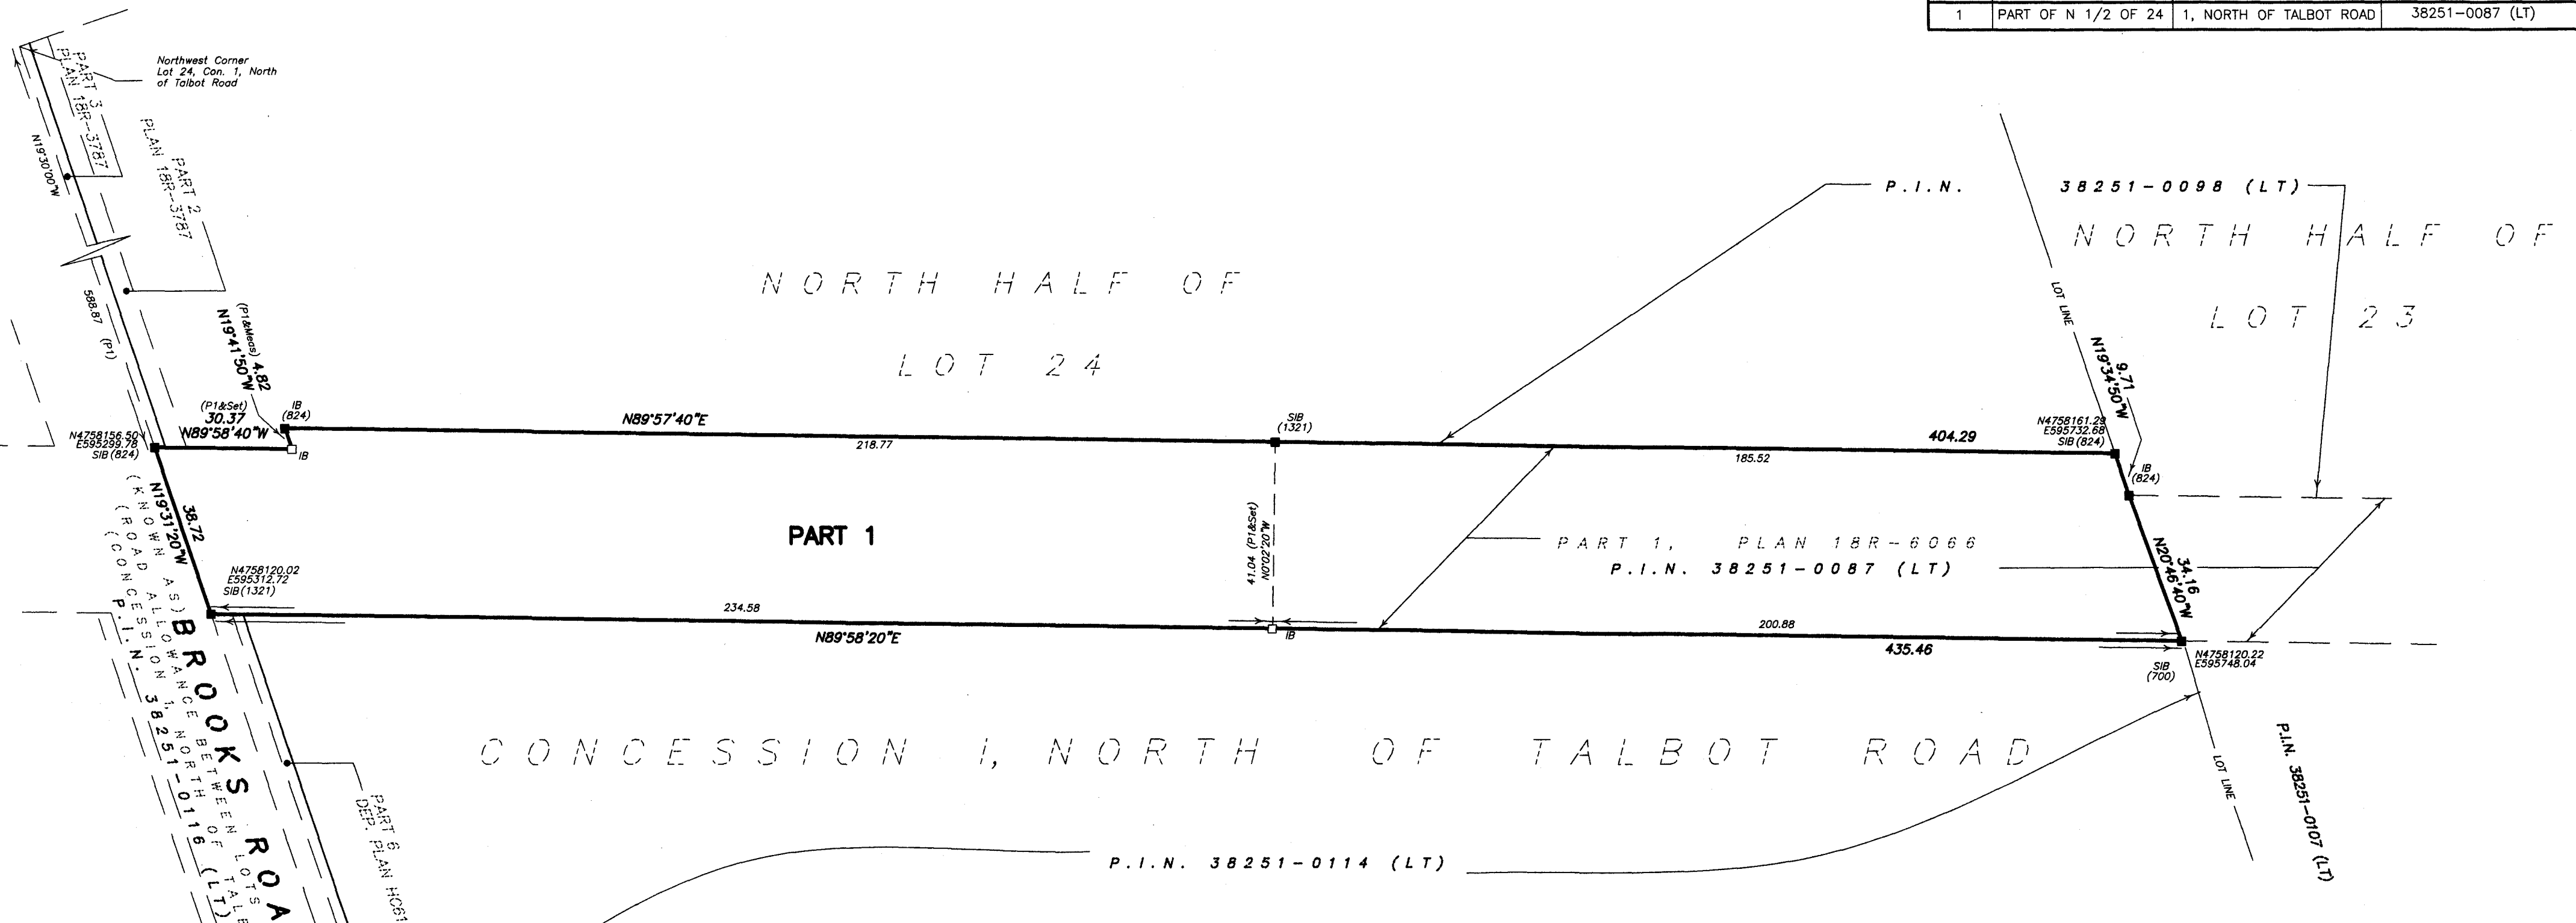 1 PART OF N 1/2 OF 24 1, NORTH OF TALBOT ROAD 38251-0087 (LT)
Northwest Corner
Lot 24, Con. 1, North
of Talbot Road
PART 3
PLAN 18R-3787
N19°30'00"W
PART 2
PLAN 18R-3787
588.87 (P1)
P.I.N. 38251-0098 (LT)
NORTH HALF OF
LOT 23
NORTH HALF OF
LOT 24
LOT LINE
(P1&Meas) 4.82
N19°41'50"W
(P1&Set)
30.37
N89°58'40"W
IB
(824)
IB
N4758156.50
E595299.78
SIB(824)
N89°57'40"E
218.77
SIB
(1321)
404.29
185.52
N4758161.29
E595732.68
SIB(824)
9.71
N19°34'50"W
IB
(824)
38.72
N19°31'20"W
PART 1
41.04 (P1&Set)
N0°02'20"W
PART 1, PLAN 18R-6066
P.I.N. 38251-0087 (LT)
34.16
N20°46'40"W
N4758120.02
E595312.72
SIB(1321)
234.58
N89°58'20"E
IB
200.88
435.46
SIB
(700)
N4758120.22
E595748.04
BROOKS ROA
(KNOWN AS)
(ROAD ALLOWANCE BETWEEN LOTS
(CONCESSION 1, NORTH OF TALB
P.I.N. 38251-0116 (LT)
CONCESSION 1, NORTH OF TALBOT ROAD
PART 6
DEP. PLAN HC61
P.I.N. 38251-0114 (LT)
LOT LINE
P.I.N. 38251-0107 (LT)